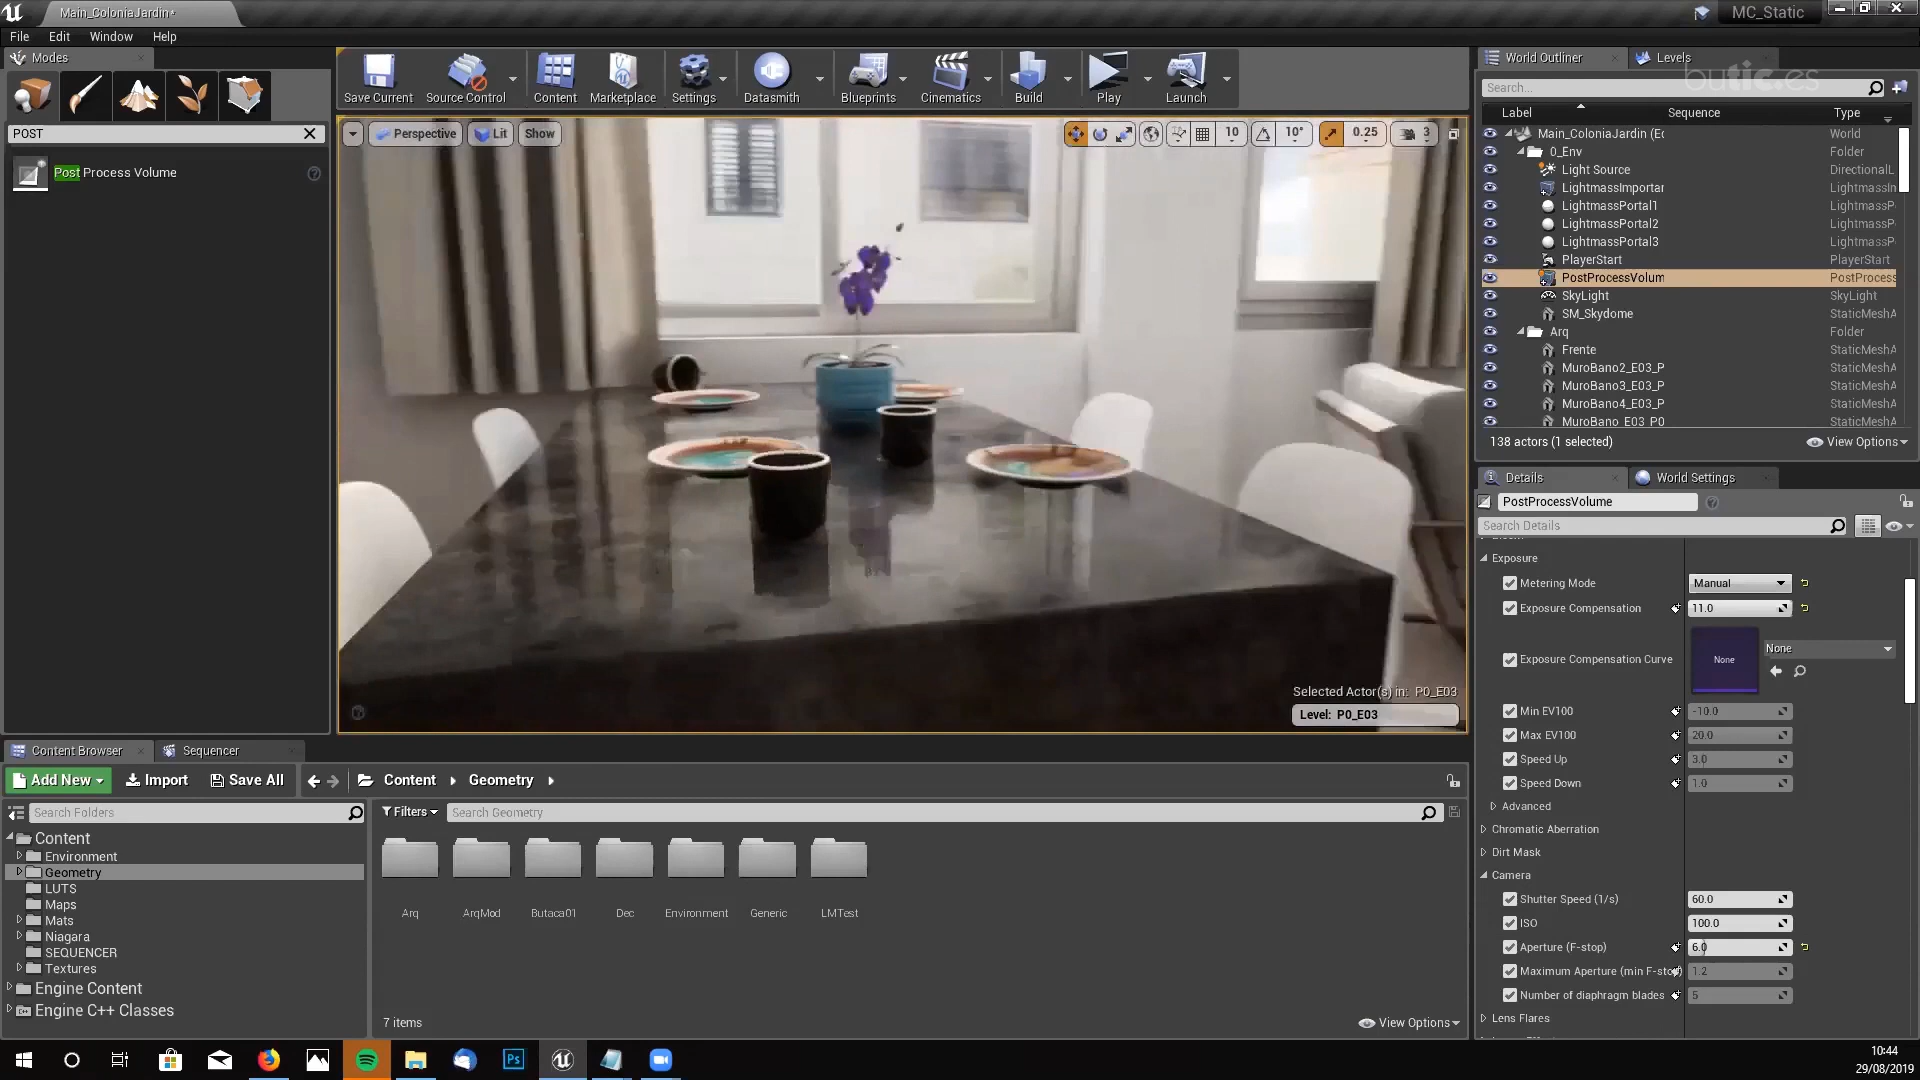 Main_ColoniaJardin*
MC_Static
File Edit Window Help
Modes
POST
Post Process Volume
Save Current
Source Control
Content
Marketplace
Settings
Datasmith
Blueprints
Cinematics
Build
Play
Launch
Perspective
Lit
Show
10
10°
0.25
3
Selected Actor(s) in: P0_E03
Level: P0_E03
World Outliner
Levels
butic.es
Search...
Label Sequence Type
Main_ColoniaJardin (Ec World
0_Env Folder
Light Source DirectionalL
LightmassImportar LightmassIn
LightmassPortal1 LightmassP
LightmassPortal2 LightmassP
LightmassPortal3 LightmassP
PlayerStart PlayerStart
PostProcessVolum PostProcess
SkyLight SkyLight
SM_Skydome StaticMeshA
Arq Folder
Frente StaticMeshA
MuroBano2_E03_P StaticMeshA
MuroBano3_E03_P StaticMeshA
MuroBano4_E03_P StaticMeshA
MuroBano_E03_P0 StaticMeshA
138 actors (1 selected)
View Options
Details
World Settings
PostProcessVolume
Search Details
Exposure
Metering Mode Manual
Exposure Compensation 11.0
Exposure Compensation Curve None None
Min EV100 -10.0
Max EV100 20.0
Speed Up 3.0
Speed Down 1.0
Advanced
Chromatic Aberration
Dirt Mask
Camera
Shutter Speed (1/s) 60.0
ISO 100.0
Aperture (F-stop) 6.0
Maximum Aperture (min F-stop) 1.2
Number of diaphragm blades 5
Lens Flares
Content Browser
Sequencer
Add New
Import
Save All
Content
Geometry
Search Folders
Filters
Search Geometry
Content
Environment
Geometry
LUTS
Maps
Mats
Niagara
SEQUENCER
Textures
Engine Content
Engine C++ Classes
Arq
ArqMod
Butaca01
Dec
Environment
Generic
LMTest
7 items
View Options
Ps
10:44
29/08/2019